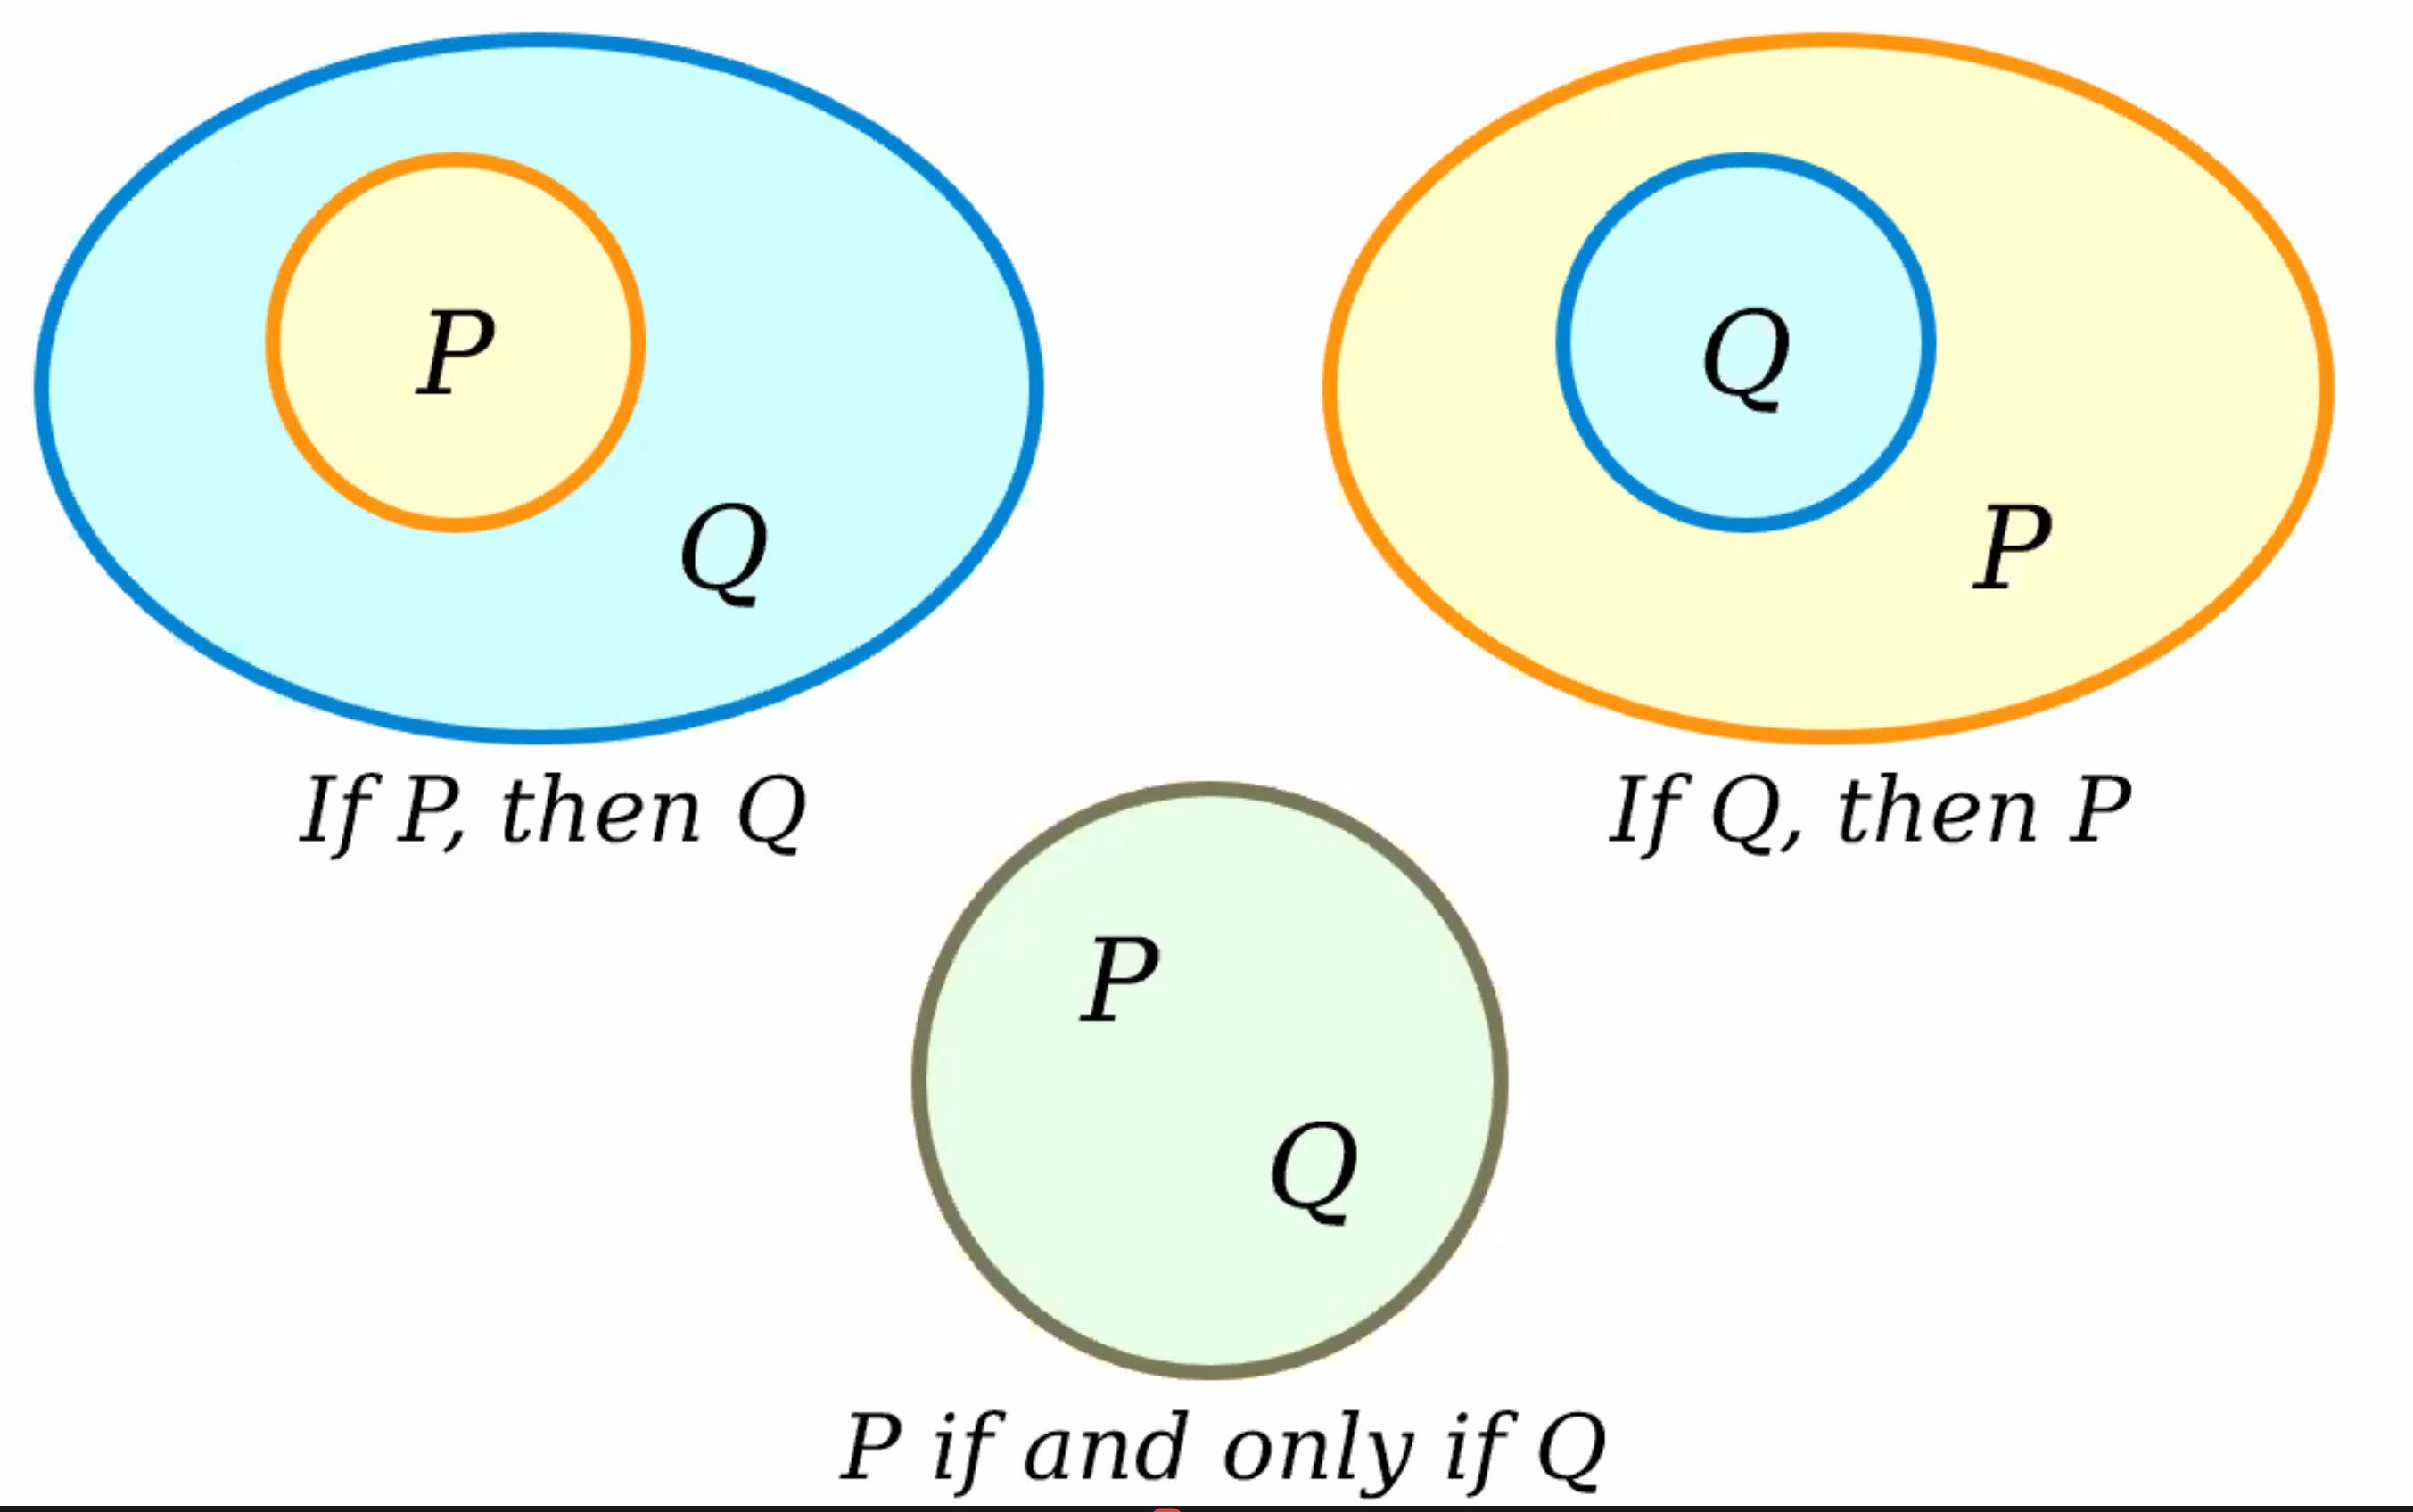 P
Q
If P, then Q
Q
P
If Q, then P
P
Q
P if and only if Q